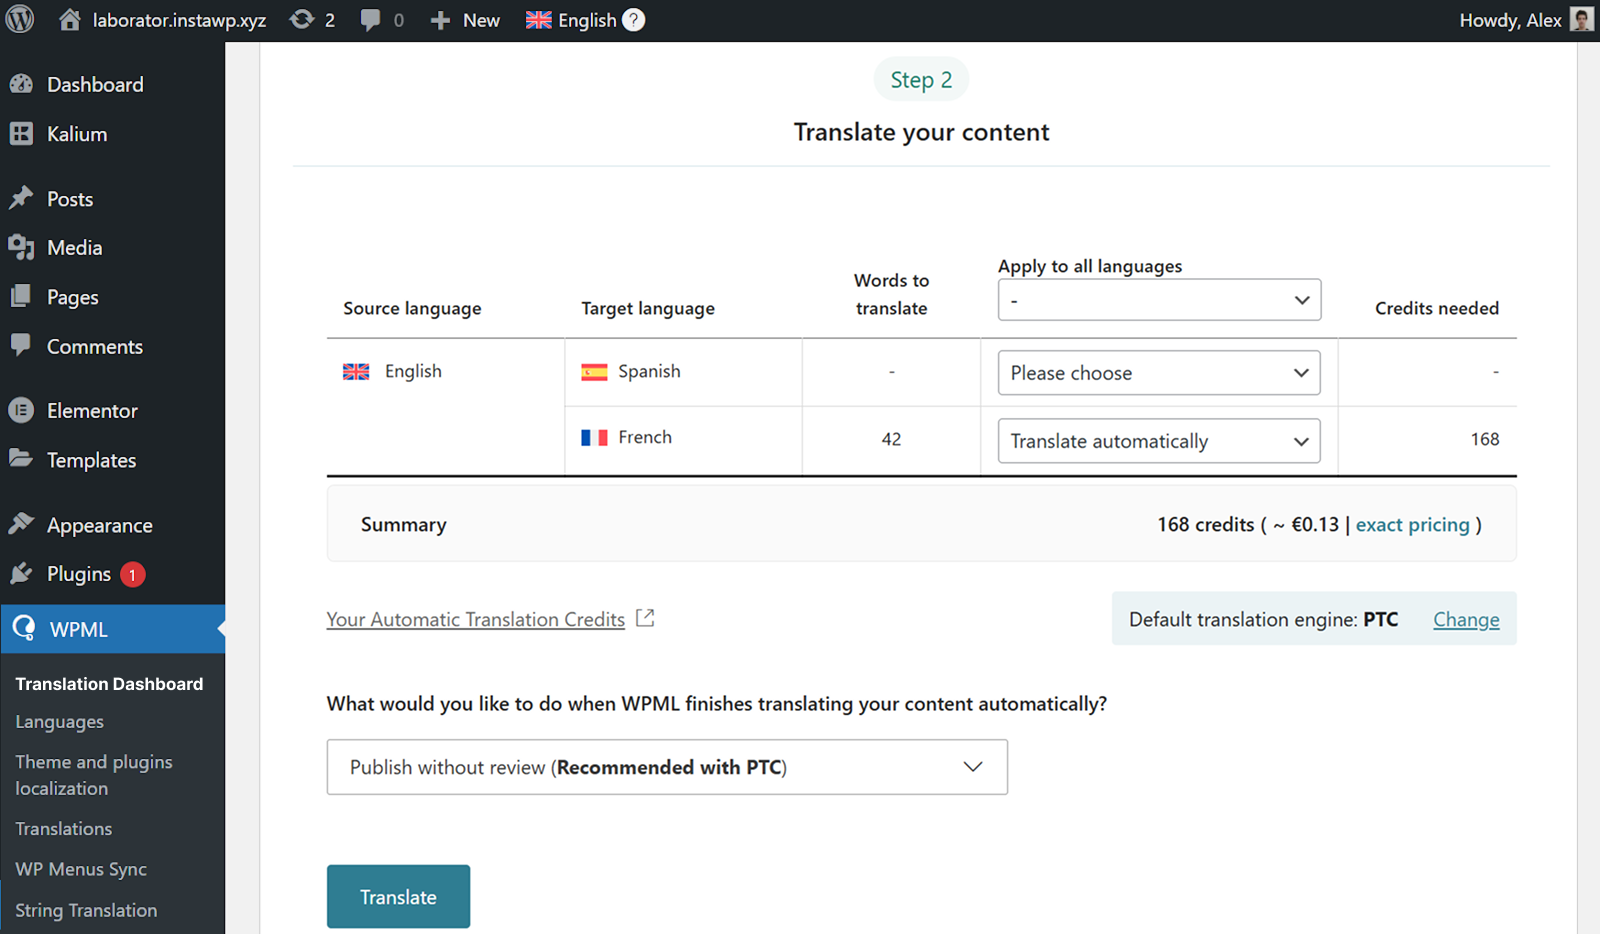 laborator.instawp.xyz 2 0 New English ? Howdy, Alex
Dashboard
Kalium
Posts
Media
Pages
Comments
Elementor
Templates
Appearance
Plugins 1
WPML
Translation Dashboard
Languages
Theme and plugins
localization
Translations
WP Menus Sync
String Translation
Step 2
Translate your content
Source language
Target language
Words to
translate
Apply to all languages
-
Credits needed
English
Spanish
-
Please choose
-
French
42
Translate automatically
168
Summary
168 credits ( ~ €0.13 | exact pricing )
Your Automatic Translation Credits
Default translation engine: PTC Change
What would you like to do when WPML finishes translating your content automatically?
Publish without review (Recommended with PTC)
Translate